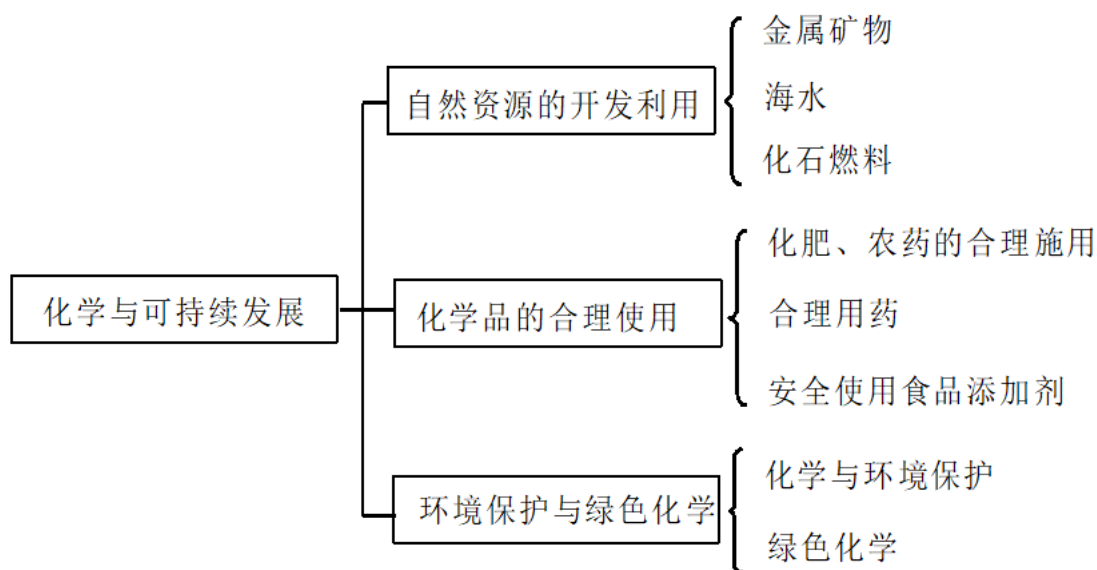 化学与可持续发展
自然资源的开发利用
金属矿物
海水
化石燃料
化学品的合理使用
化肥、农药的合理施用
合理用药
安全使用食品添加剂
环境保护与绿色化学
化学与环境保护
绿色化学